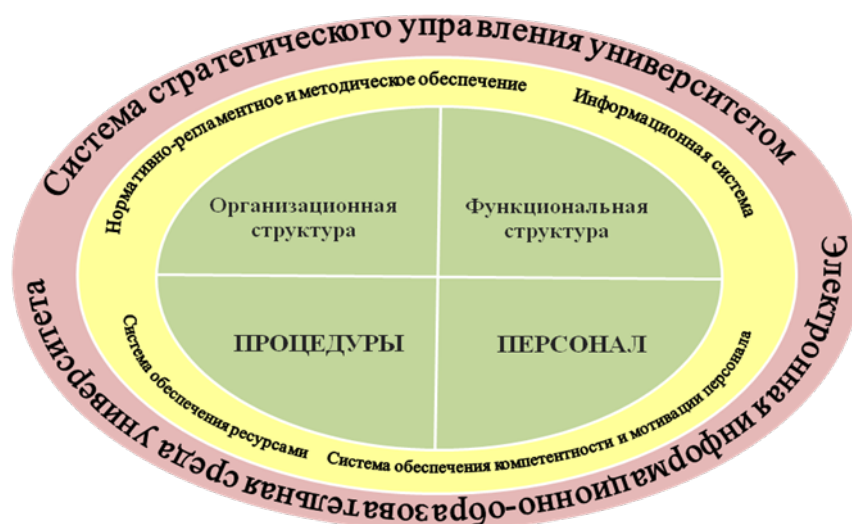 Система стратегического управления университетом
Нормативно-регламентное и методическое обеспечение
Информационная система
Организационная
структура
Функциональная
структура
ПРОЦЕДУРЫ
ПЕРСОНАЛ
Система обеспечения ресурсами
Система обеспечения компетентности и мотивации персонала
Электронная информационно-образовательная среда университета